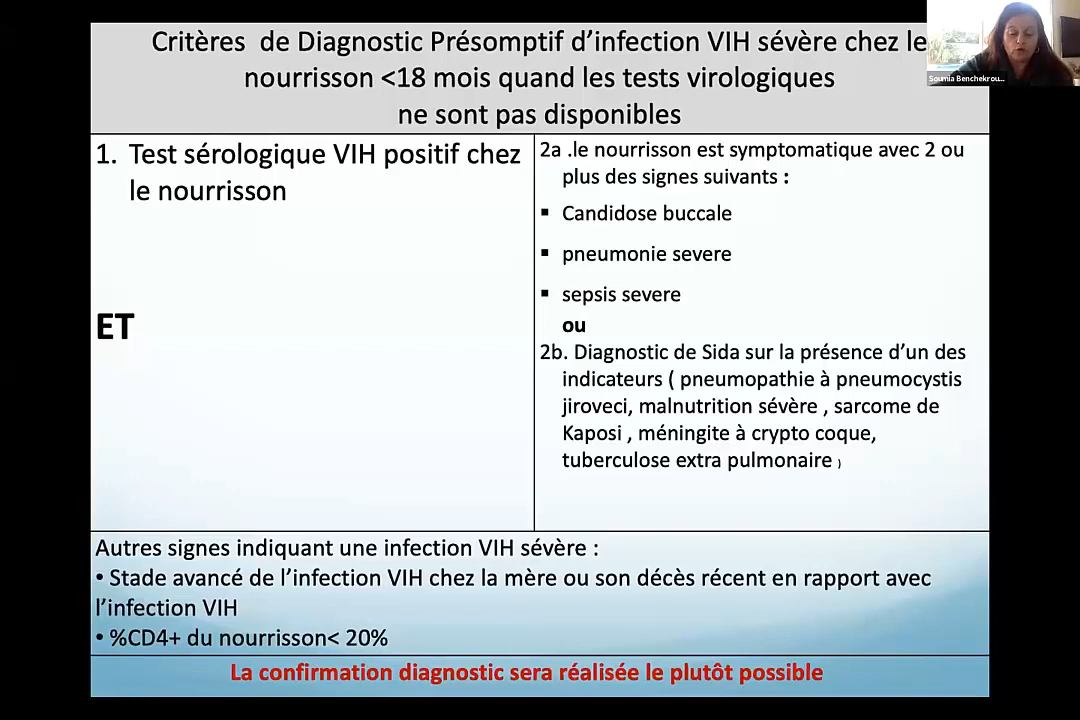 Critères de Diagnostic Présomptif d'infection VIH sévère chez le
nourrisson <18 mois quand les tests virologiques
ne sont pas disponibles
Soumia Benchekrou...
1. Test sérologique VIH positif chez
le nourrisson
ET
2a .le nourrisson est symptomatique avec 2 ou
plus des signes suivants :
▪ Candidose buccale
▪ pneumonie severe
▪ sepsis severe
ou
2b. Diagnostic de Sida sur la présence d'un des
indicateurs ( pneumopathie à pneumocystis
jiroveci, malnutrition sévère , sarcome de
Kaposi , méningite à crypto coque,
tuberculose extra pulmonaire )
Autres signes indiquant une infection VIH sévère :
• Stade avancé de l'infection VIH chez la mère ou son décès récent en rapport avec
l'infection VIH
• %CD4+ du nourrisson< 20%
La confirmation diagnostic sera réalisée le plutôt possible